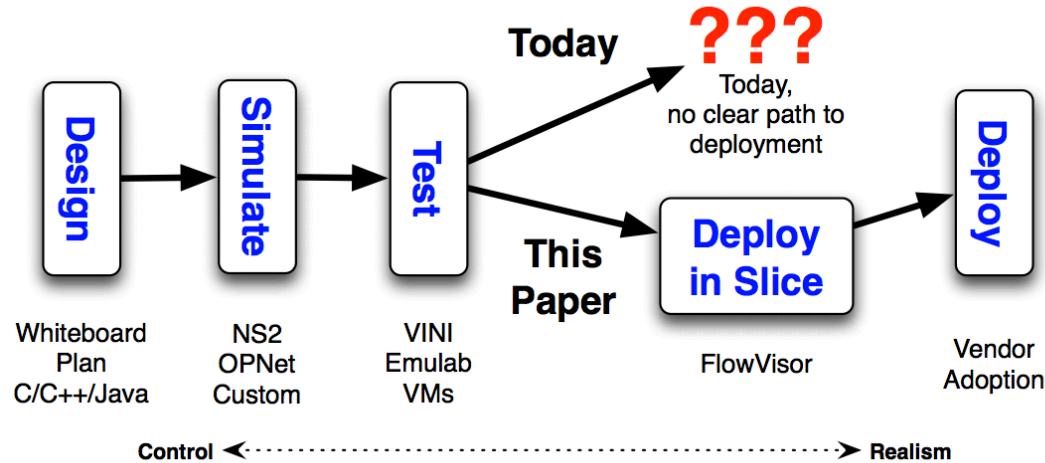 Today
???
Today,
no clear path to
deployment
Design
Simulate
Test
This
Paper
Deploy
in Slice
Deploy
Whiteboard
Plan
C/C++/Java
NS2
OPNet
Custom
VINI
Emulab
VMs
FlowVisor
Vendor
Adoption
Control
Realism